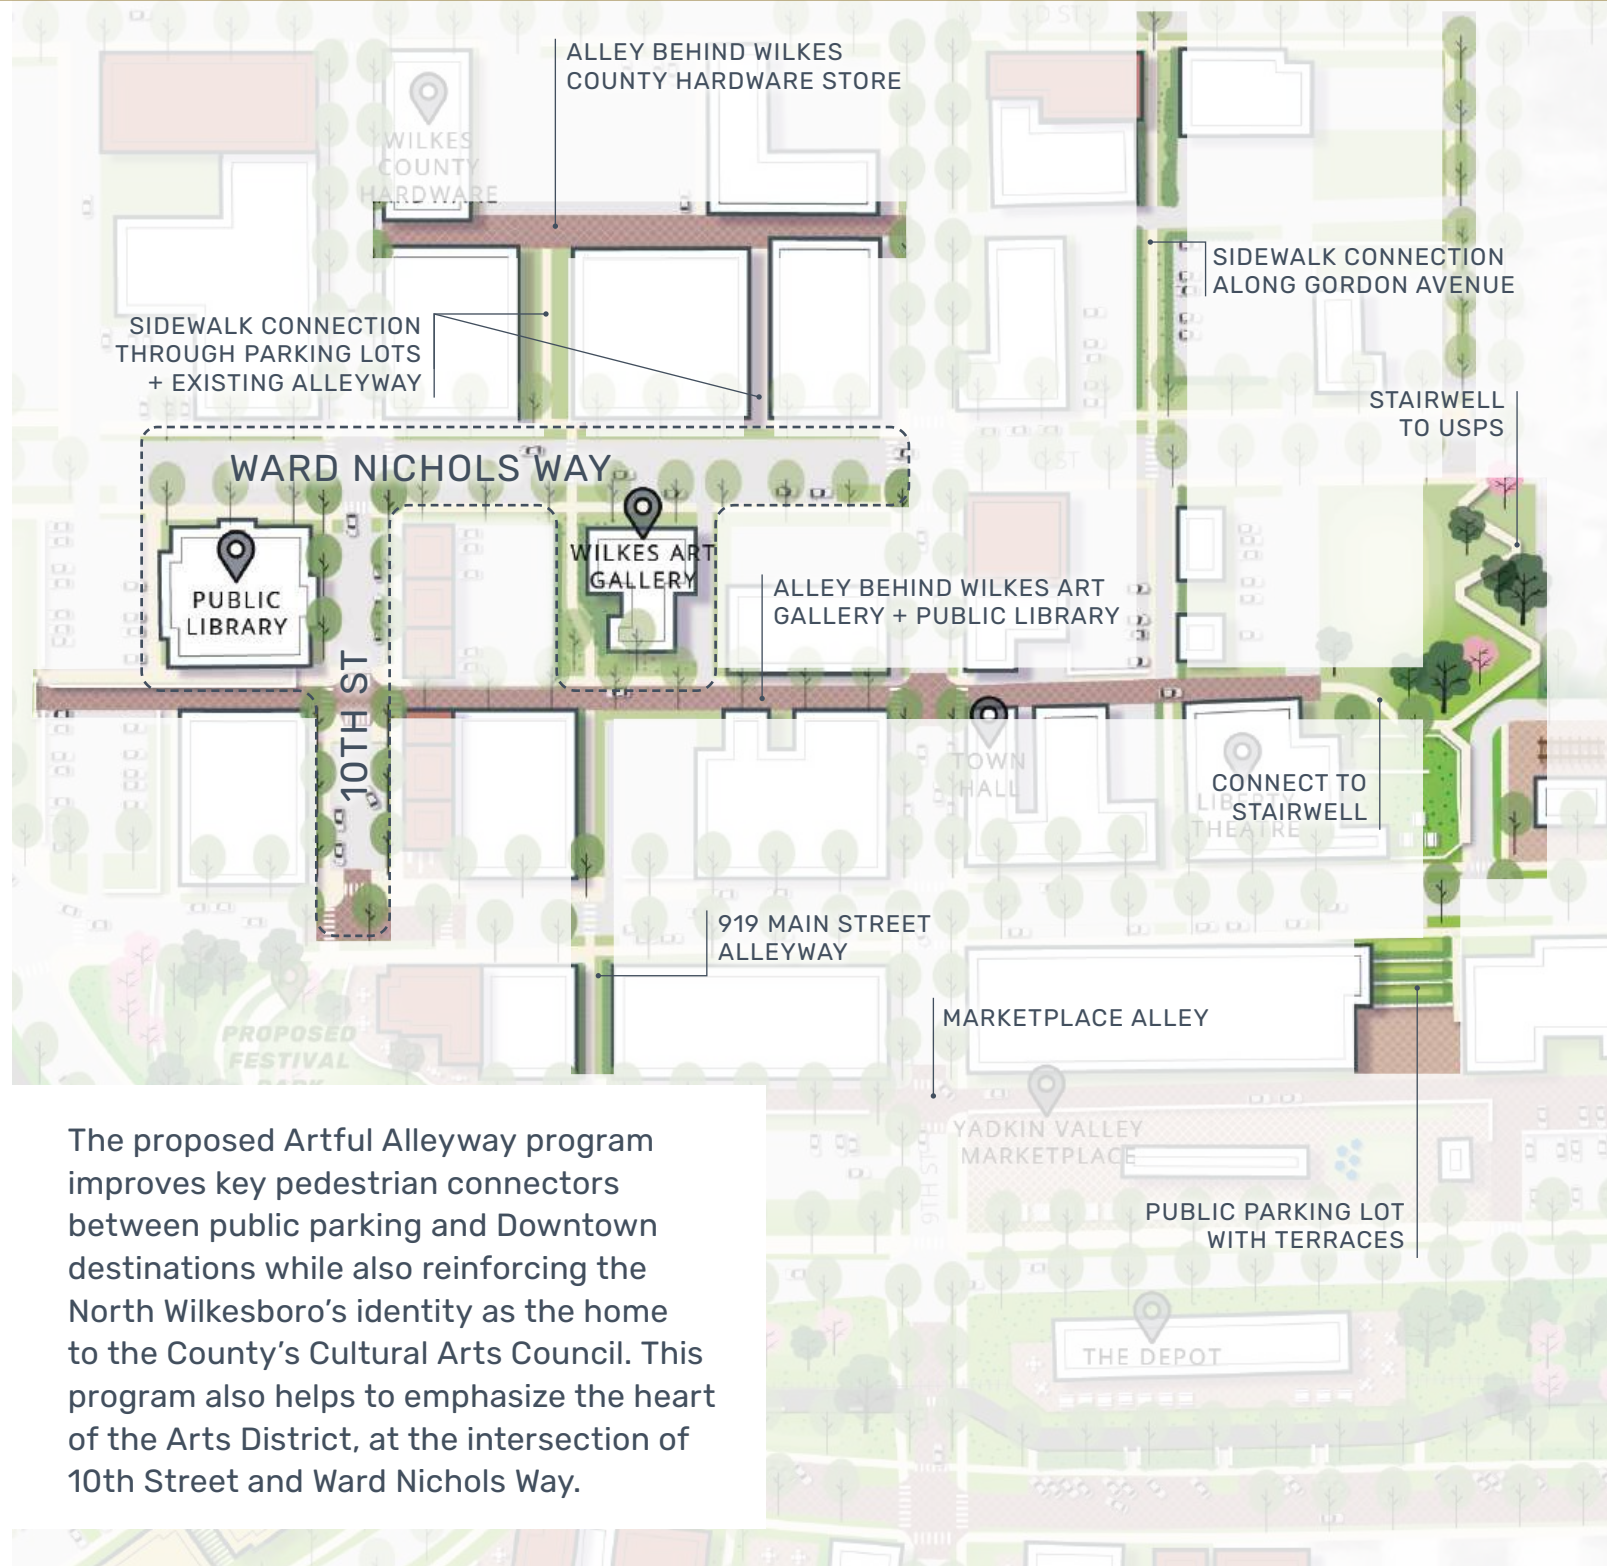 D ST
ALLEY BEHIND WILKES
COUNTY HARDWARE STORE
WILKES
COUNTY
HARDWARE
SIDEWALK CONNECTION
ALONG GORDON AVENUE
SIDEWALK CONNECTION
THROUGH PARKING LOTS
+ EXISTING ALLEYWAY
STAIRWELL
TO USPS
WARD NICHOLS WAY
C ST
WILKES ART
GALLERY
PUBLIC
LIBRARY
ALLEY BEHIND WILKES ART
GALLERY + PUBLIC LIBRARY
10TH ST
TOWN
HALL
LIBERTY
THEATRE
CONNECT TO
STAIRWELL
919 MAIN STREET
ALLEYWAY
MARKETPLACE ALLEY
PROPOSED
FESTIVAL
PARK
YADKIN VALLEY
MARKETPLACE
9TH ST
PUBLIC PARKING LOT
WITH TERRACES
THE DEPOT
The proposed Artful Alleyway program
improves key pedestrian connectors
between public parking and Downtown
destinations while also reinforcing the
North Wilkesboro’s identity as the home
to the County’s Cultural Arts Council. This
program also helps to emphasize the heart
of the Arts District, at the intersection of
10th Street and Ward Nichols Way.